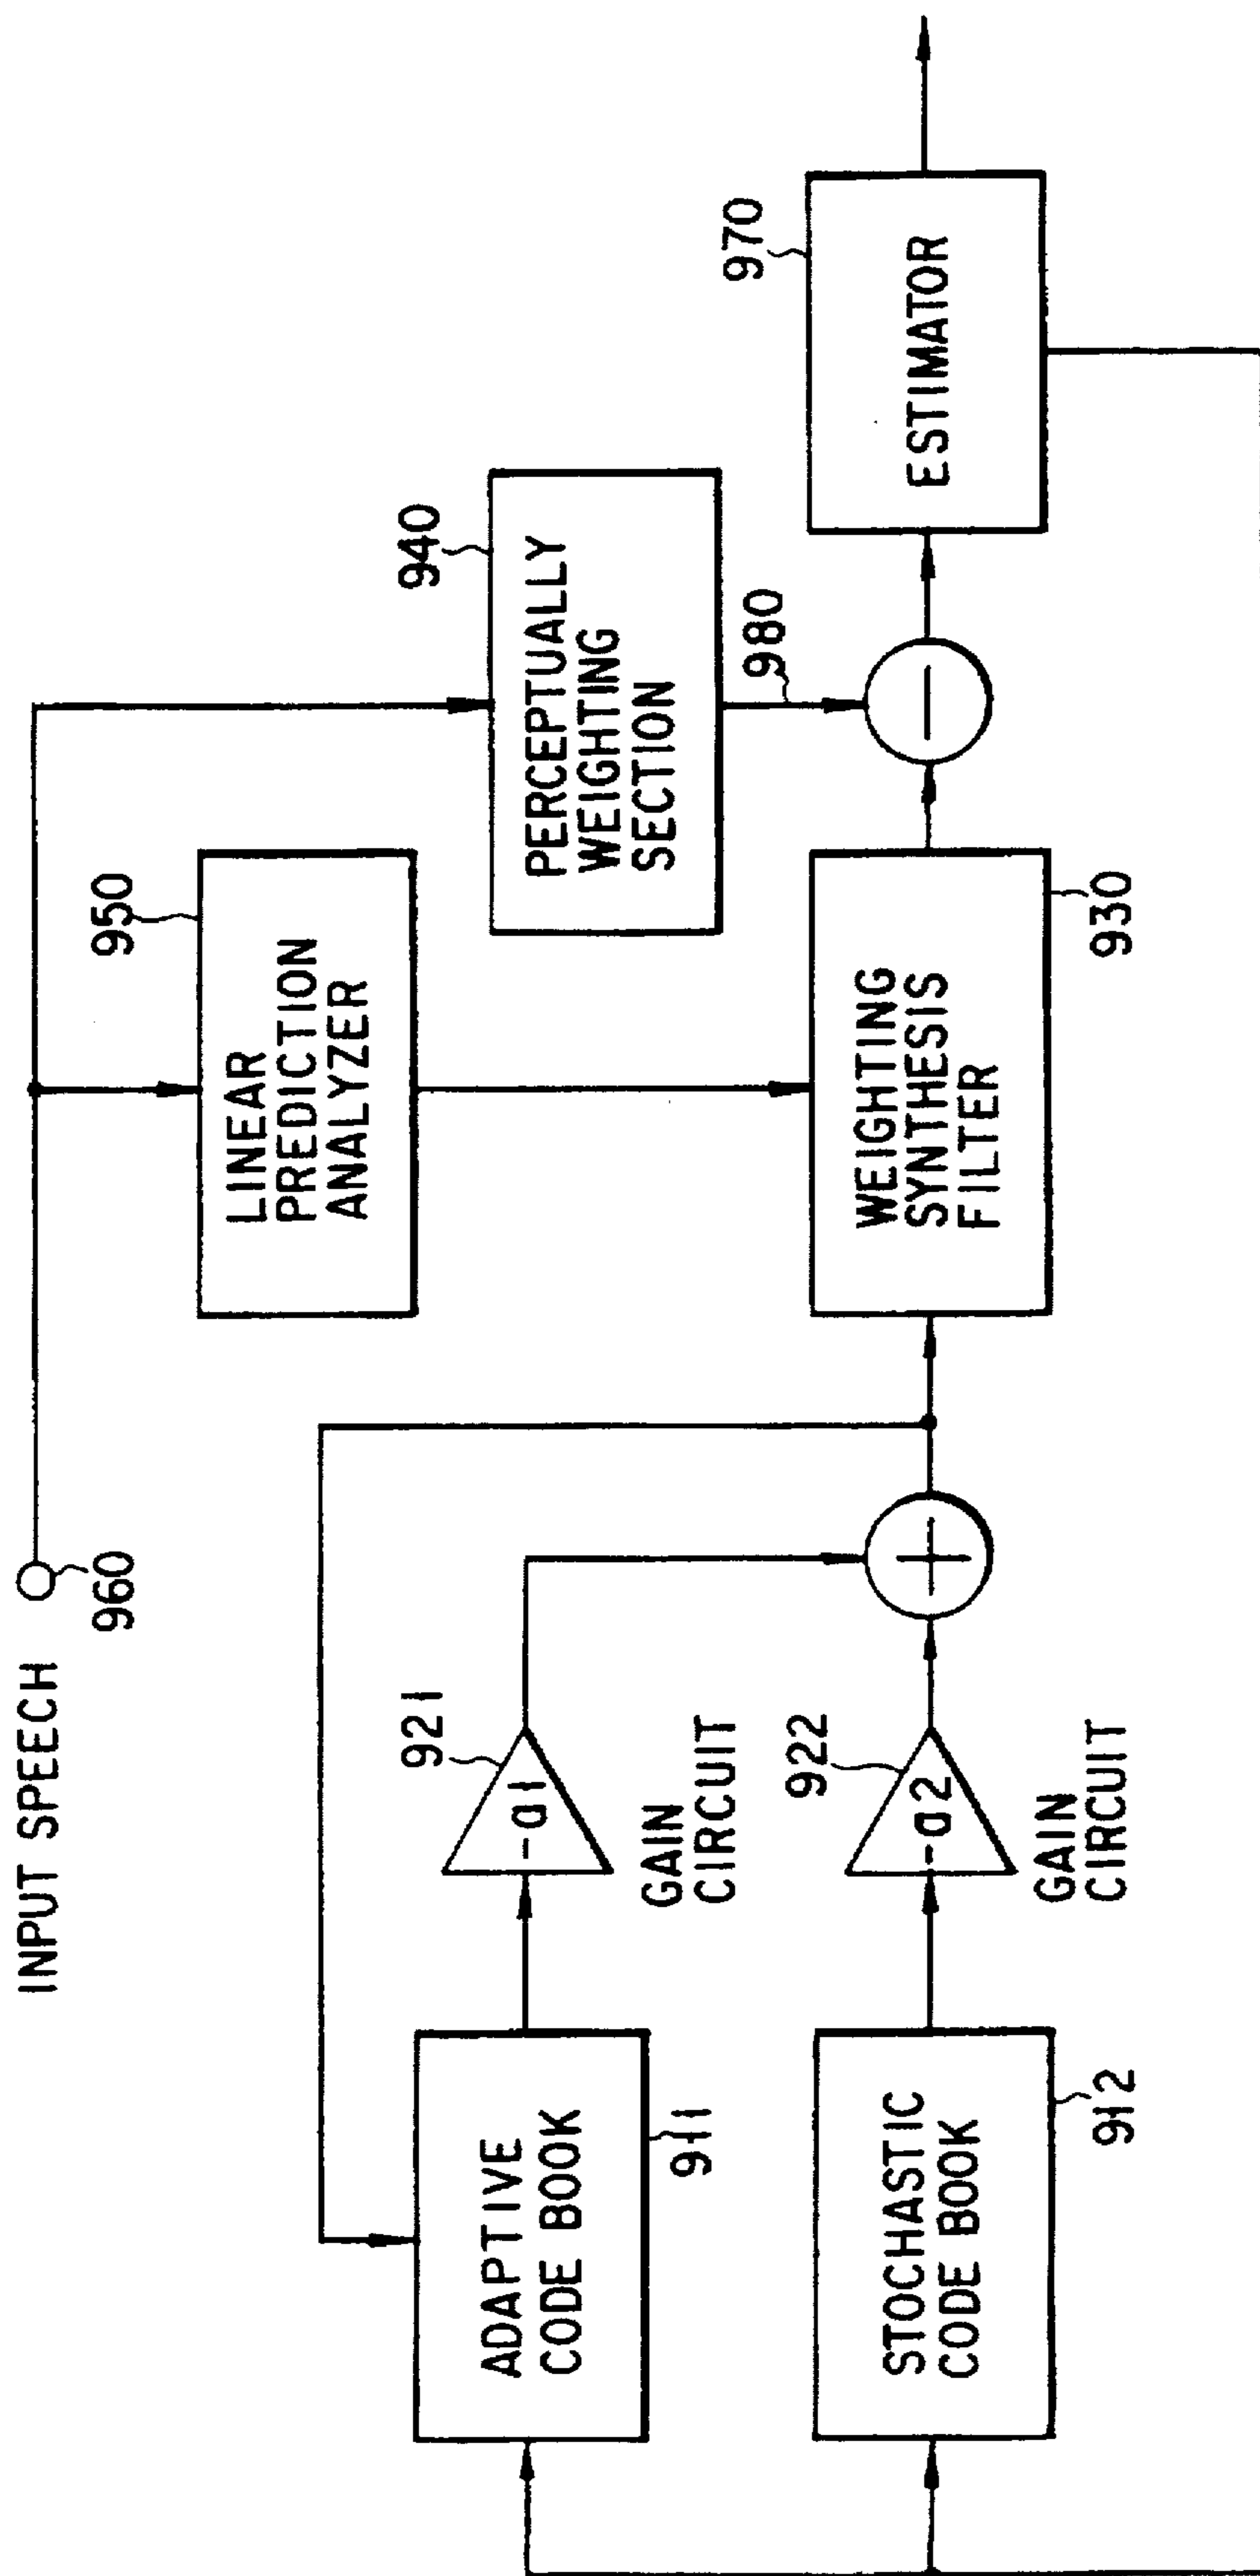 INPUT SPEECH
960
950
LINEAR
PREDICTION
ANALYZER
940
PERCEPTUALLY
WEIGHTING
SECTION
980
970
ESTIMATOR
ADAPTIVE
CODE BOOK
911
921
-a1
GAIN
CIRCUIT
STOCHASTIC
CODE BOOK
912
922
-a2
GAIN
CIRCUIT
+
WEIGHTING
SYNTHESIS
FILTER
930
−